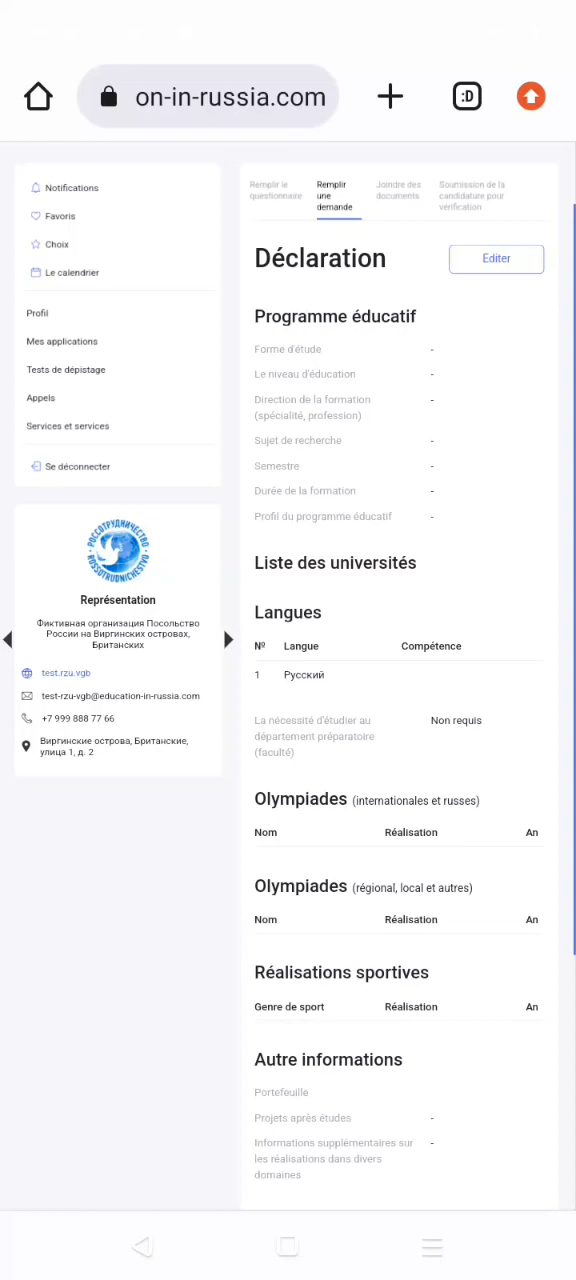 on-in-russia.com
:D
Notifications
Favoris
Choix
Le calendrier
Profil
Mes applications
Tests de dépistage
Appels
Services et services
Se déconnecter
РОССОТРУДНИЧЕСТВО
ROSSOTRUDNICHESTVO
Représentation
Фиктивная организация Посольство
России на Виргинских островах,
Британских
test.rzu.vgb
test-rzu-vgb@education-in-russia.com
+7 999 888 77 66
Виргинские острова, Британские,
улица 1, д. 2
Remplir le
questionnaire
Remplir
une
demande
Joindre des
documents
Soumission de la
candidature pour
vérification
Déclaration
Editer
Programme éducatif
Forme d'étude -
Le niveau d'éducation -
Direction de la formation -
(spécialité, profession)
Sujet de recherche -
Semestre -
Durée de la formation -
Profil du programme éducatif -
Liste des universités
Langues
Nº Langue Compétence
1 Русский
La nécessité d'étudier au Non requis
département préparatoire
(faculté)
Olympiades (internationales et russes)
Nom Réalisation An
Olympiades (régional, local et autres)
Nom Réalisation An
Réalisations sportives
Genre de sport Réalisation An
Autre informations
Portefeuille
Projets après études -
Informations supplémentaires sur -
les réalisations dans divers
domaines